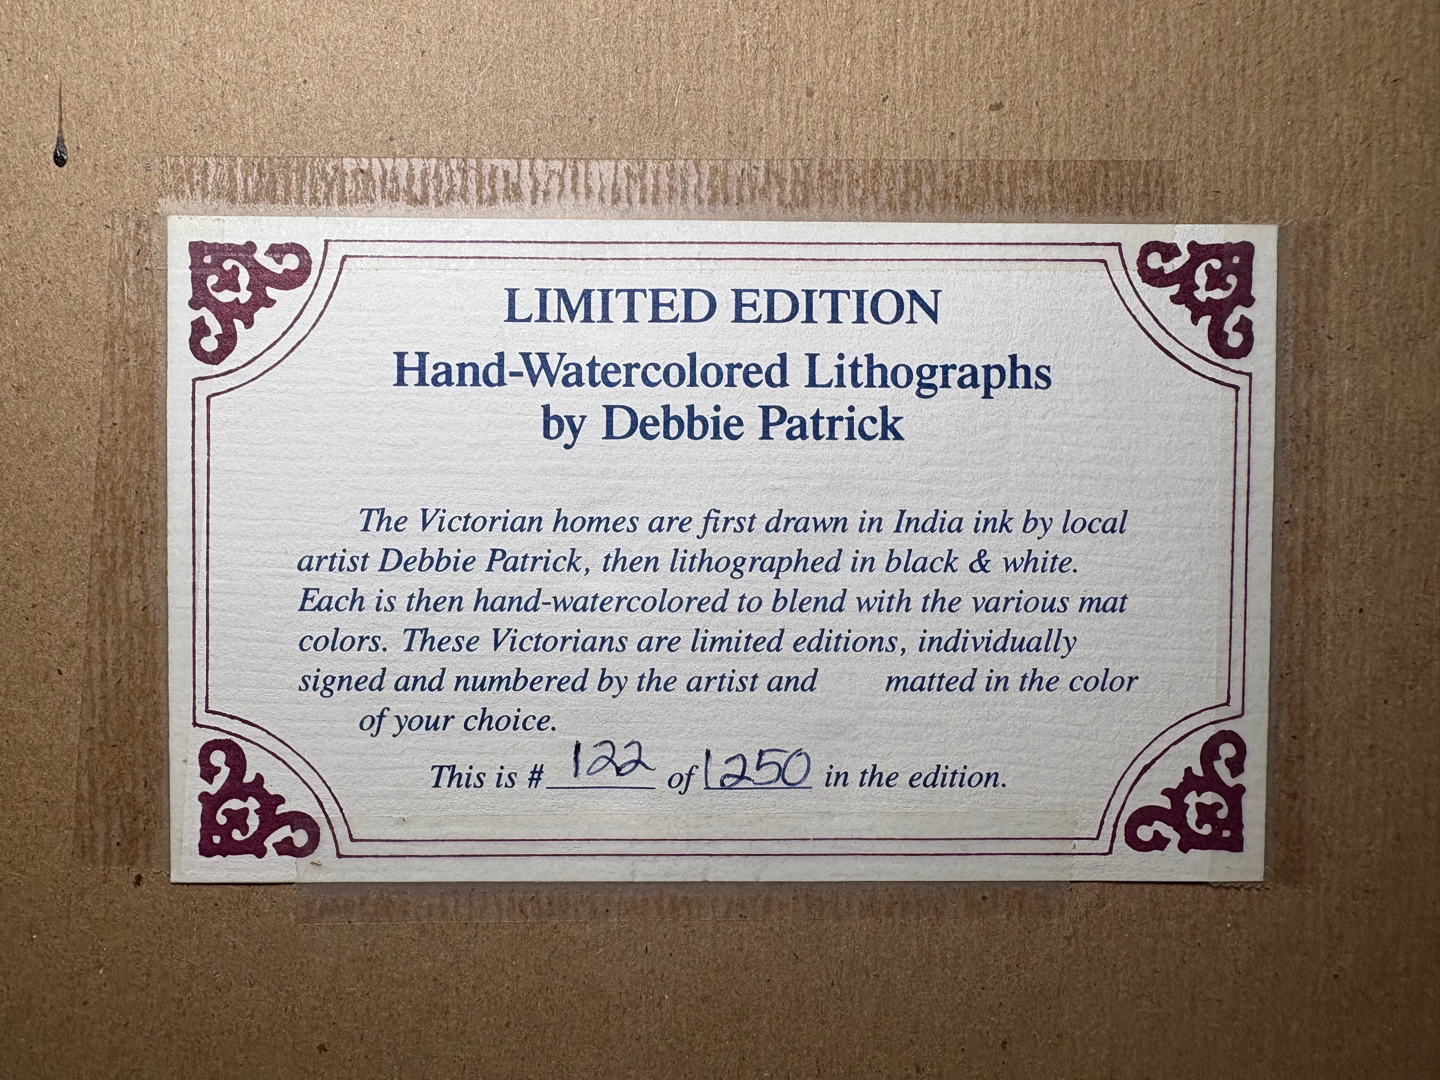 LIMITED EDITION
Hand-Watercolored Lithographs
by Debbie Patrick
The Victorian homes are first drawn in India ink by local
artist Debbie Patrick, then lithographed in black & white.
Each is then hand-watercolored to blend with the various mat
colors. These Victorians are limited editions, individually
signed and numbered by the artist and matted in the color
of your choice.
This is # 122 of 1250 in the edition.